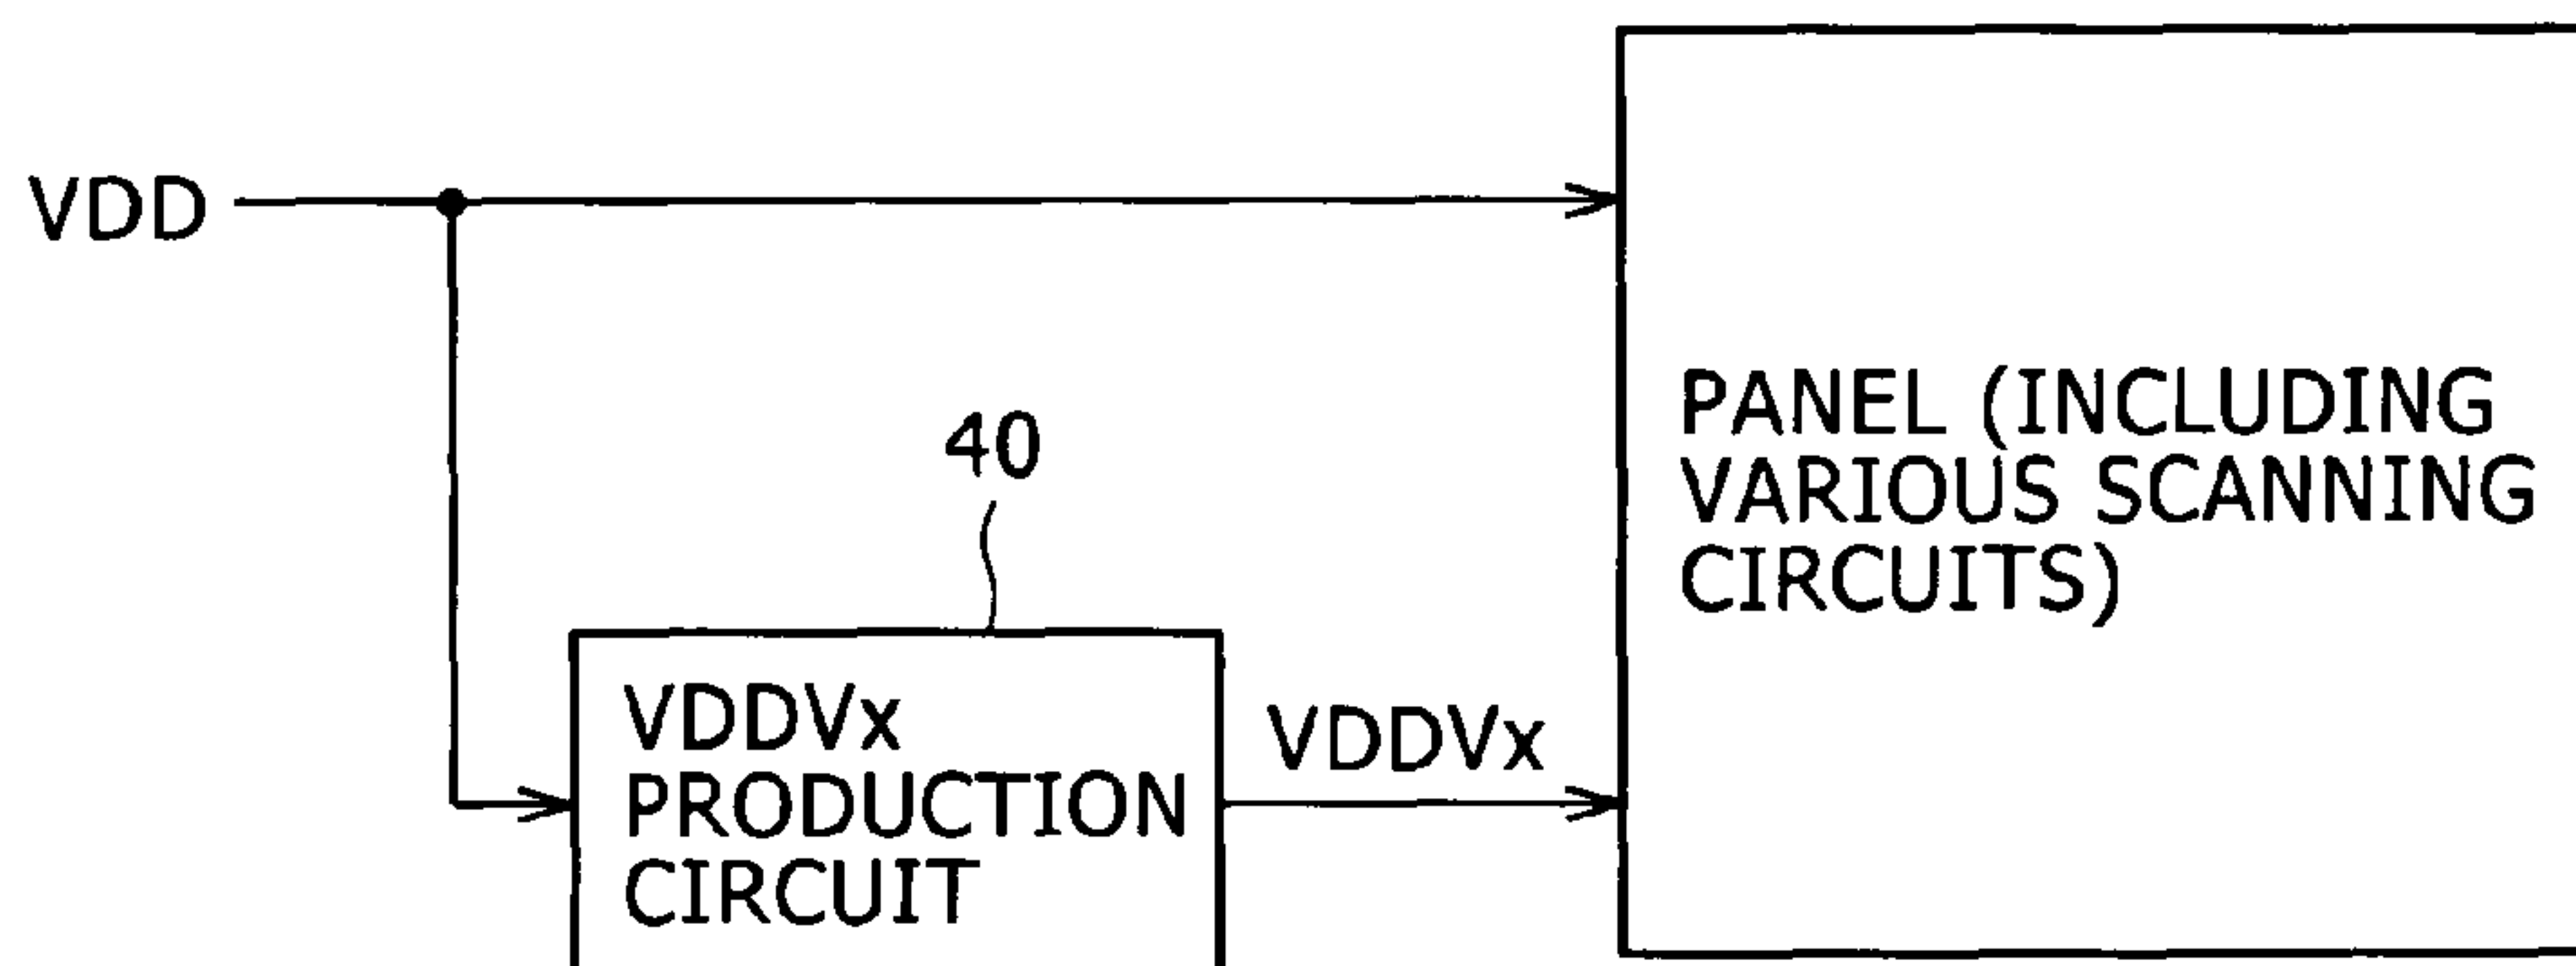 VDD
PANEL (INCLUDING
VARIOUS SCANNING
CIRCUITS)
40
VDDVx
PRODUCTION
CIRCUIT
VDDVx